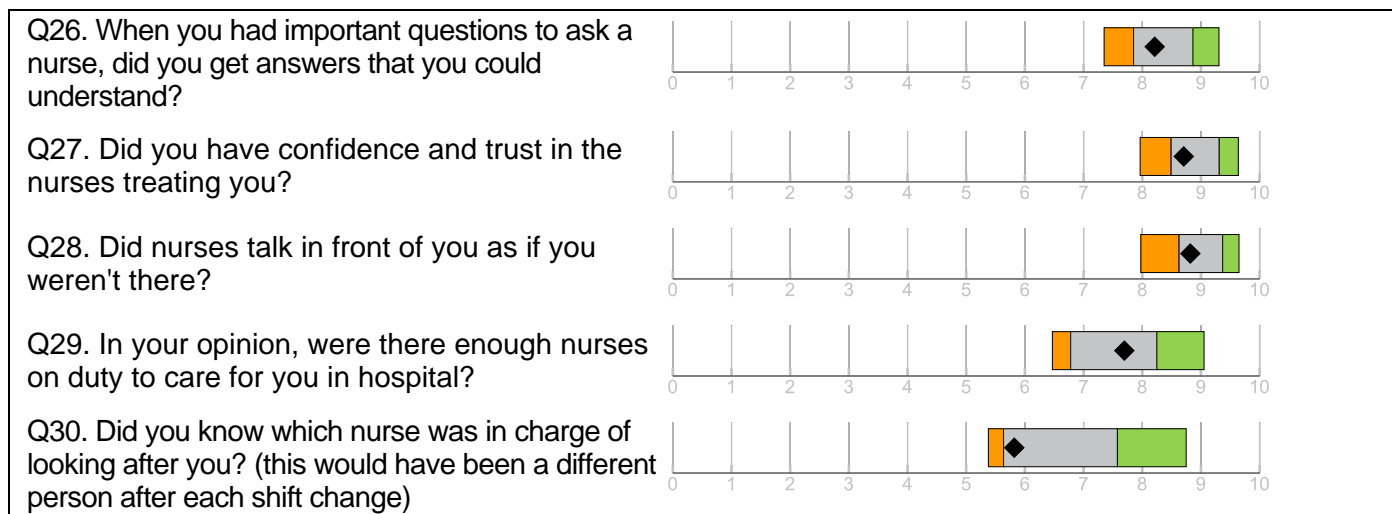 Q26. When you had important questions to ask a
nurse, did you get answers that you could
understand?
0 1 2 3 4 5 6 7 8 9 10
Q27. Did you have confidence and trust in the
nurses treating you?
0 1 2 3 4 5 6 7 8 9 10
Q28. Did nurses talk in front of you as if you
weren't there?
0 1 2 3 4 5 6 7 8 9 10
Q29. In your opinion, were there enough nurses
on duty to care for you in hospital?
0 1 2 3 4 5 6 7 8 9 10
Q30. Did you know which nurse was in charge of
looking after you? (this would have been a different
person after each shift change)
0 1 2 3 4 5 6 7 8 9 10